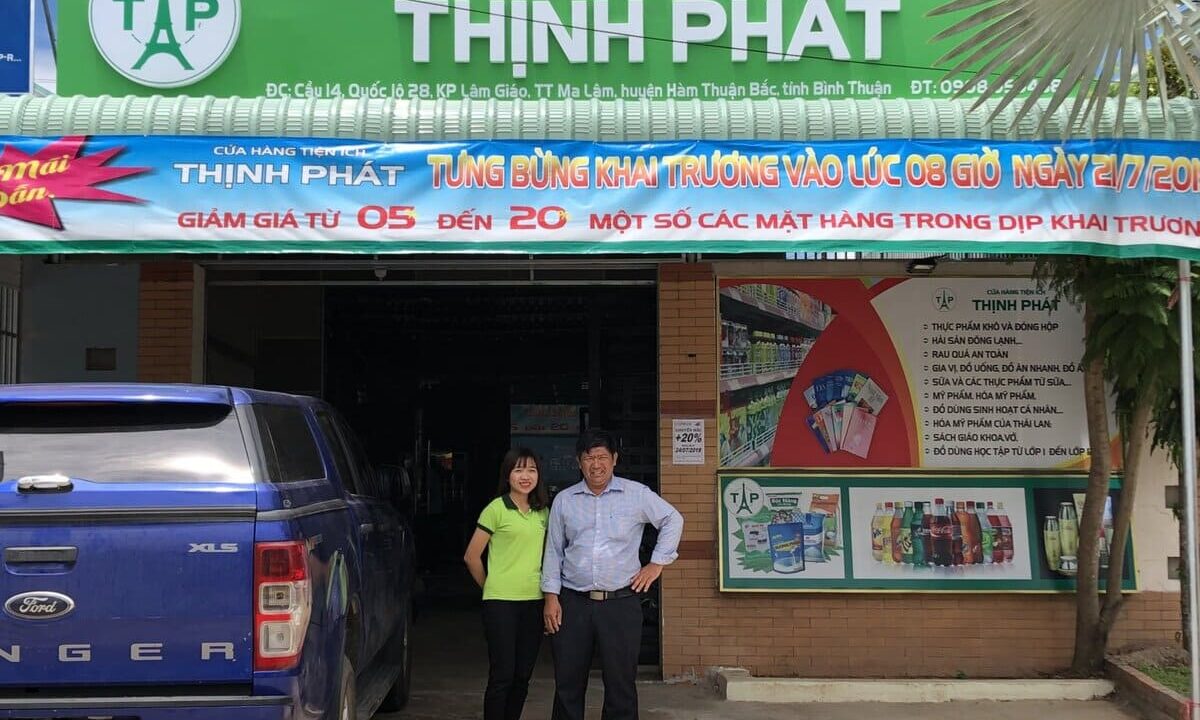 TAP
THỊNH PHÁT
ĐC: Cầu 14, Quốc lộ 28, KP Lâm Giáo, TT Ma Lâm, huyện Hàm Thuận Bắc, tỉnh Bình Thuận ĐT:
CỬA HÀNG TIỆN ÍCH
THỊNH PHÁT
TƯNG BỪNG KHAI TRƯƠNG VÀO LÚC 08 GIỜ NGÀY 21/7/201
GIẢM GIÁ TỪ 05% ĐẾN 20% MỘT SỐ CÁC MẶT HÀNG TRONG DỊP KHAI TRƯƠN
CỬA HÀNG TIỆN ÍCH
TAP THỊNH PHÁT
THỰC PHẨM KHÔ VÀ ĐÓNG HỘP
HẢI SẢN ĐÔNG LẠNH...
RAU QUẢ AN TOÀN
GIA VỊ, ĐỒ UỐNG, ĐỒ ĂN NHANH, ĐỒ Ă
SỮA VÀ CÁC THỰC PHẨM TỪ SỮA...
MỸ PHẨM, HÓA MỸ PHẨM.
ĐỒ DÙNG SINH HOẠT CÁ NHÂN...
HÓA MỸ PHẨM CỦA THÁI LAN;
SÁCH GIÁO KHOA VỞ,
ĐỒ DÙNG HỌC TẬP TỪ LỚP 1 ĐẾN LỚP
+20%
TAP
XLS
Ford
NGER